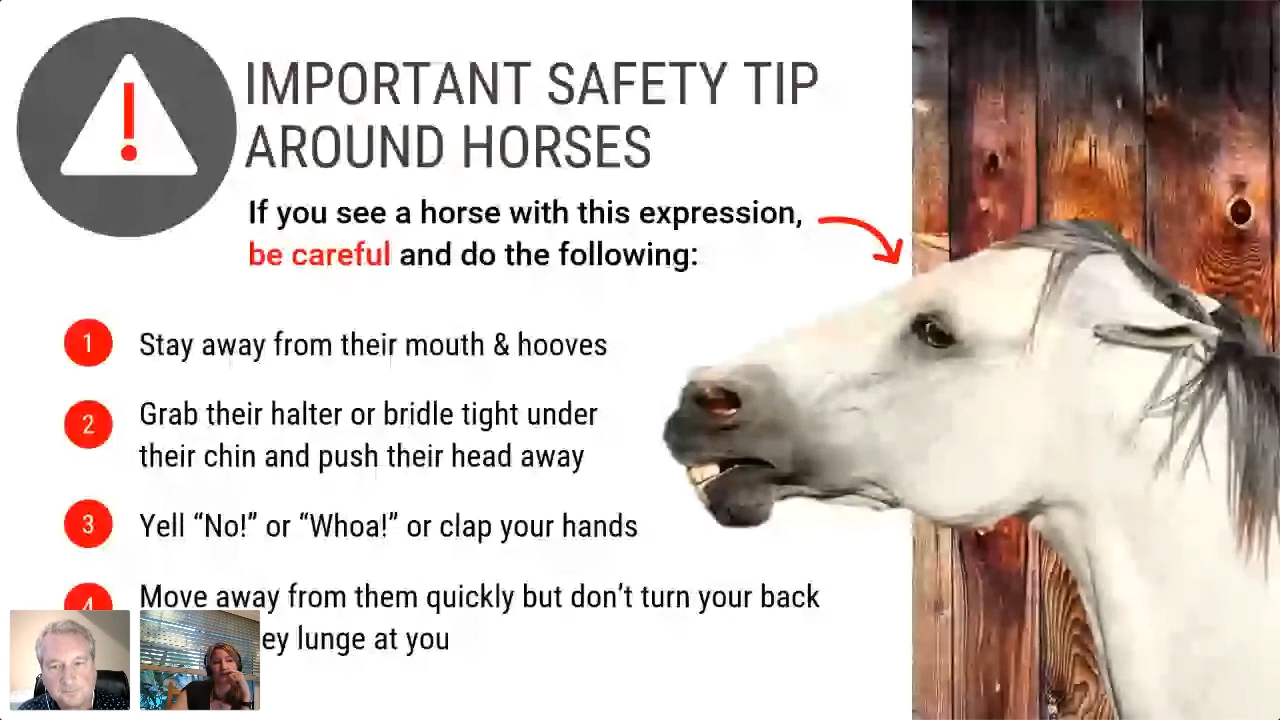 IMPORTANT SAFETY TIP
AROUND HORSES
If you see a horse with this expression,
be careful and do the following:
1 Stay away from their mouth & hooves
2 Grab their halter or bridle tight under
their chin and push their head away
3 Yell “No!” or “Whoa!” or clap your hands
4 Move away from them quickly but don’t turn your back
lunge at you